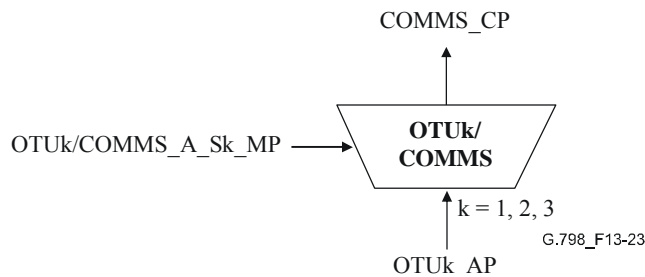 COMMS_CP
OTUk/COMMS_A_Sk_MP
OTUk/
COMMS
k = 1, 2, 3
G.798_F13-23
OTUk_AP